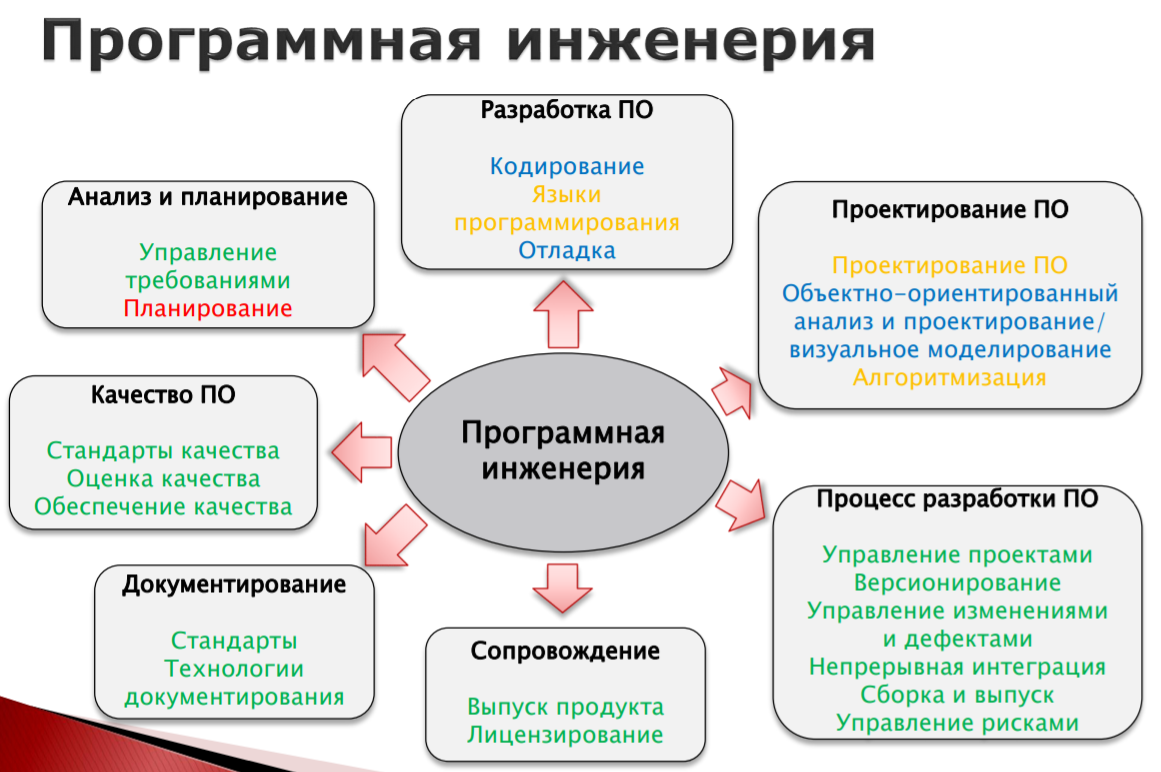 Программная инженерия
Разработка ПО
Кодирование
Языки
программирования
Отладка
Анализ и планирование
Управление
требованиями
Планирование
Проектирование ПО
Проектирование ПО
Объектно-ориентированный
анализ и проектирование/
визуальное моделирование
Алгоритмизация
Качество ПО
Стандарты качества
Оценка качества
Обеспечение качества
Программная
инженерия
Процесс разработки ПО
Управление проектами
Версионирование
Управление изменениями
и дефектами
Непрерывная интеграция
Сборка и выпуск
Управление рисками
Документирование
Стандарты
Технологии
документирования
Сопровождение
Выпуск продукта
Лицензирование